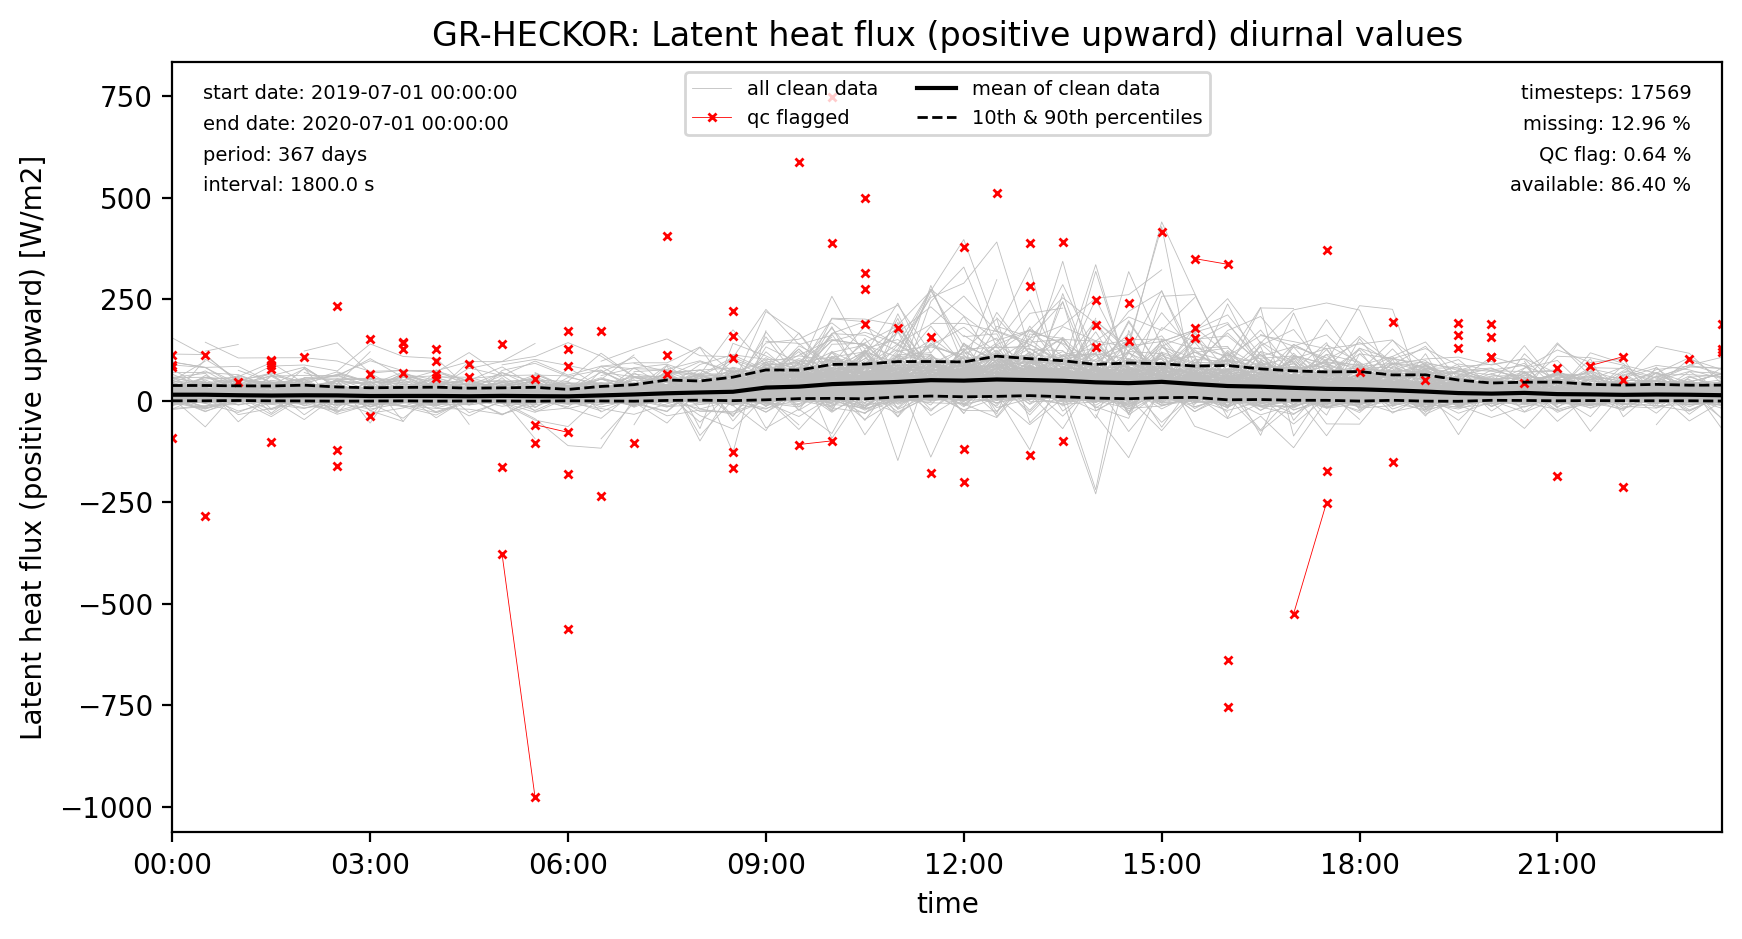 GR-HECKOR: Latent heat flux (positive upward) diurnal values
start date: 2019-07-01 00:00:00
end date: 2020-07-01 00:00:00
period: 367 days
interval: 1800.0 s
all clean data
qc flagged
mean of clean data
10th & 90th percentiles
timesteps: 17569
missing: 12.96 %
QC flag: 0.64 %
available: 86.40 %
Latent heat flux (positive upward) [W/m2]
750
500
250
0
−250
−500
−750
−1000
00:00 03:00 06:00 09:00 12:00 15:00 18:00 21:00
time